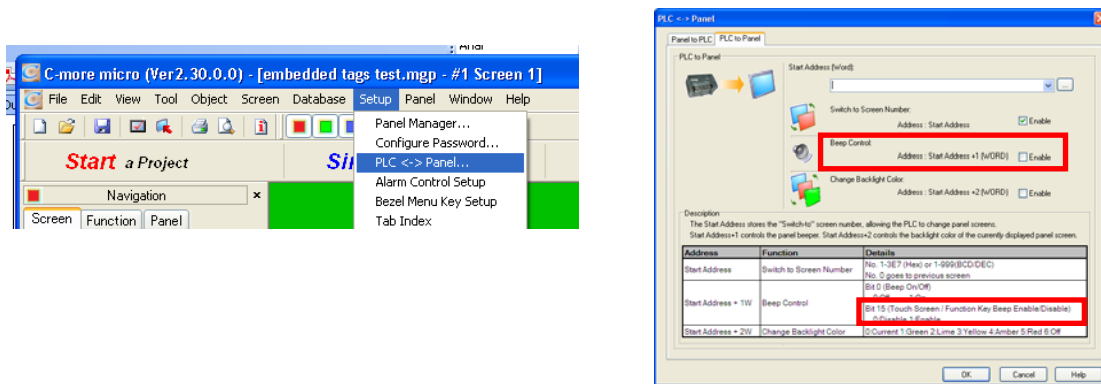 C-more micro (Ver2.30.0.0) - [embedded tags test.mgp - #1 Screen 1]
File Edit View Tool Object Screen Database Setup Panel Window Help
Panel Manager...
Configure Password...
Start a Project
PLC <-> Panel...
Alarm Control Setup
Navigation x
Bezel Menu Key Setup
Screen Function Panel
Tab Index
PLC <-> Panel
Panel to PLC PLC to Panel
PLC to Panel
Start Address [Word]:
...
Switch to Screen Number:
Address : Start Address Enable
Beep Control:
Address : Start Address +1 [WORD] Enable
Change Backlight Color:
Address : Start Address +2 [WORD] Enable
Description
The Start Address stores the "Switch-to" screen number, allowing the PLC to change panel screens.
Start Address+1 controls the panel beeper. Start Address+2 controls the backlight color of the currently displayed panel screen.
Address Function Details
Start Address Switch to Screen Number No. 1-3E7 (Hex) or 1-999(BCD/DEC)
No. 0 goes to previous screen
Start Address + 1W Beep Control Bit 0 (Beep On/Off)
0:Off 1:On
Bit 15 (Touch Screen / Function Key Beep Enable/Disable)
0:Disable 1:Enable
Start Address + 2W Change Backlight Color 0:Current 1:Green 2:Lime 3:Yellow 4:Amber 5:Red 6:Off
OK Cancel Help